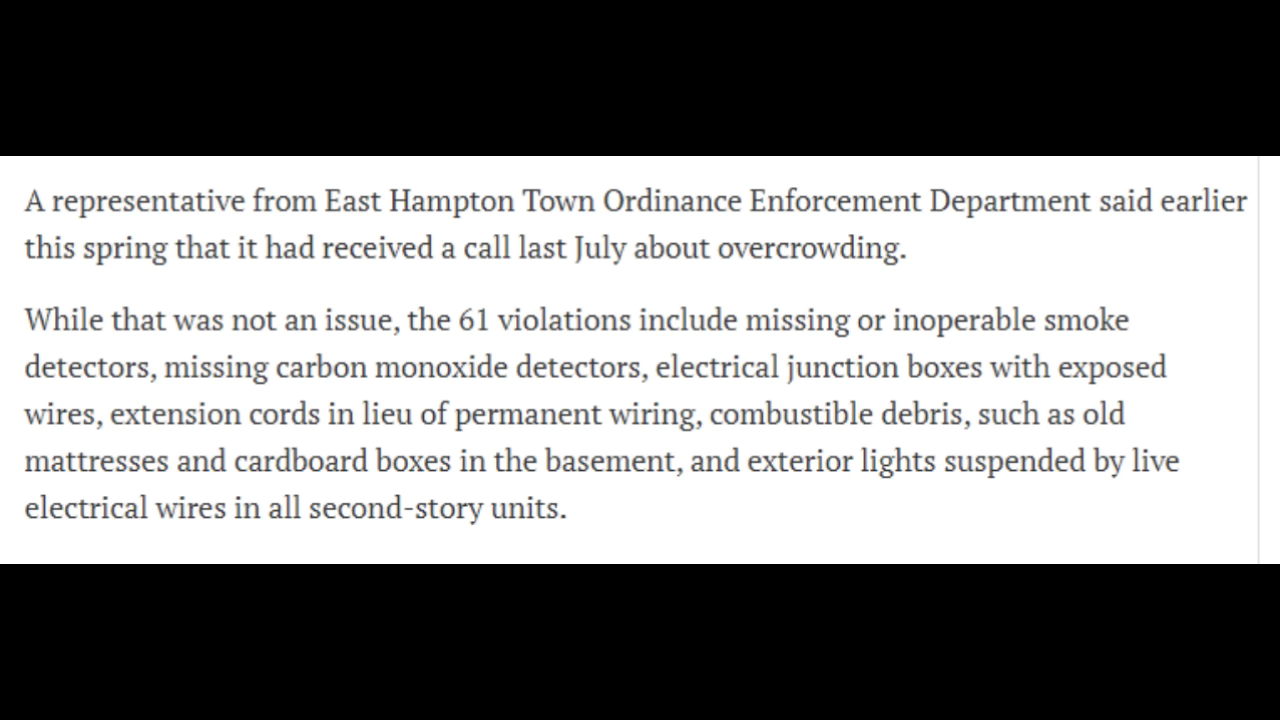 A representative from East Hampton Town Ordinance Enforcement Department said earlier
this spring that it had received a call last July about overcrowding.
While that was not an issue, the 61 violations include missing or inoperable smoke
detectors, missing carbon monoxide detectors, electrical junction boxes with exposed
wires, extension cords in lieu of permanent wiring, combustible debris, such as old
mattresses and cardboard boxes in the basement, and exterior lights suspended by live
electrical wires in all second-story units.